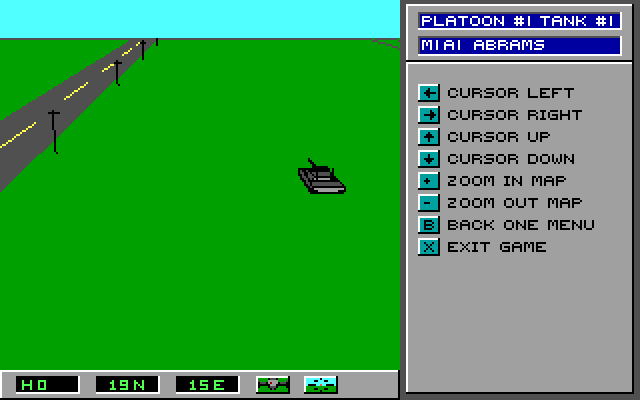 PLATOON #1 TANK #1
M1A1 ABRAMS
CURSOR LEFT
CURSOR RIGHT
CURSOR UP
CURSOR DOWN
+ ZOOM IN MAP
- ZOOM OUT MAP
B BACK ONE MENU
X EXIT GAME
H0 19N 15E